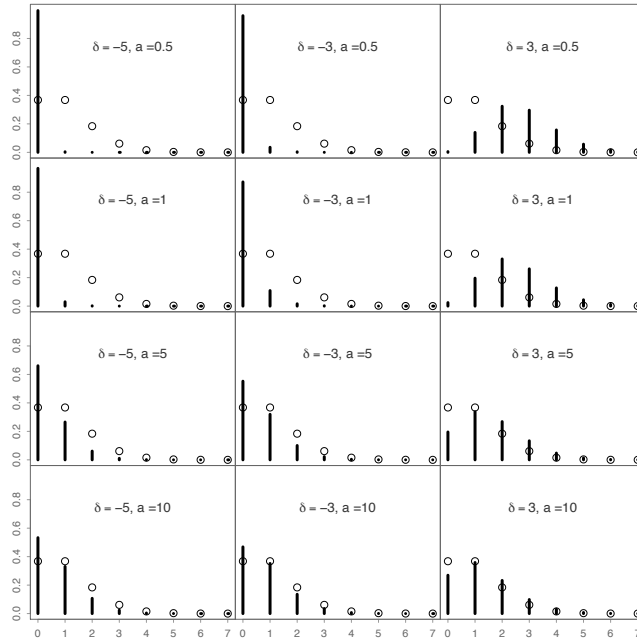 δ = −5, a =0.5 δ = −3, a =0.5 δ = 3, a =0.5
0.0 0.2 0.4 0.6 0.8
δ = −5, a =1 δ = −3, a =1 δ = 3, a =1
0.0 0.2 0.4 0.6 0.8
δ = −5, a =5 δ = −3, a =5 δ = 3, a =5
0.0 0.2 0.4 0.6 0.8
δ = −5, a =10 δ = −3, a =10 δ = 3, a =10
0.0 0.2 0.4 0.6 0.8
0 1 2 3 4 5 6 7 0 1 2 3 4 5 6 7 0 1 2 3 4 5 6 7